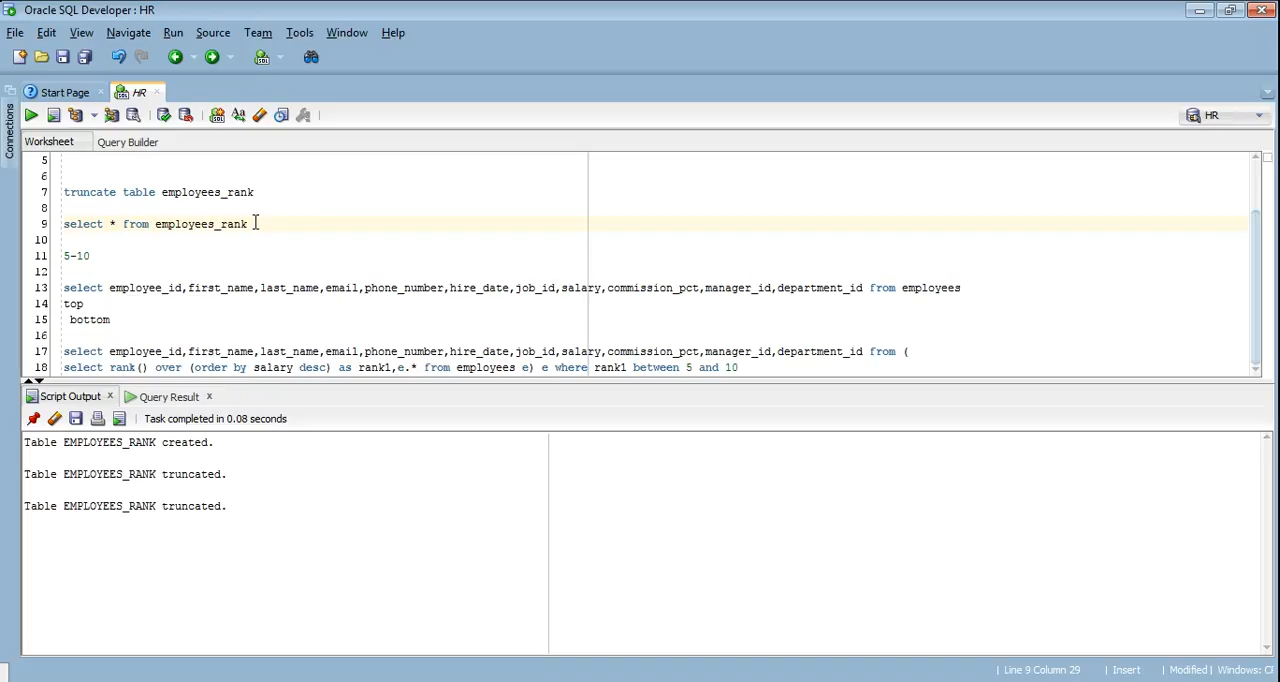 Oracle SQL Developer : HR
File Edit View Navigate Run Source Team Tools Window Help
Start Page HR
HR
Connections
Worksheet Query Builder
5
6
7 truncate table employees_rank
8
9 select * from employees_rank
10
11 5-10
12
13 select employee_id,first_name,last_name,email,phone_number,hire_date,job_id,salary,commission_pct,manager_id,department_id from employees
14 top
15 bottom
16
17 select employee_id,first_name,last_name,email,phone_number,hire_date,job_id,salary,commission_pct,manager_id,department_id from (
18 select rank() over (order by salary desc) as rank1,e.* from employees e) e where rank1 between 5 and 10
Script Output Query Result
Task completed in 0.08 seconds
Table EMPLOYEES_RANK created.
Table EMPLOYEES_RANK truncated.
Table EMPLOYEES_RANK truncated.
Line 9 Column 29 Insert Modified Windows: CF